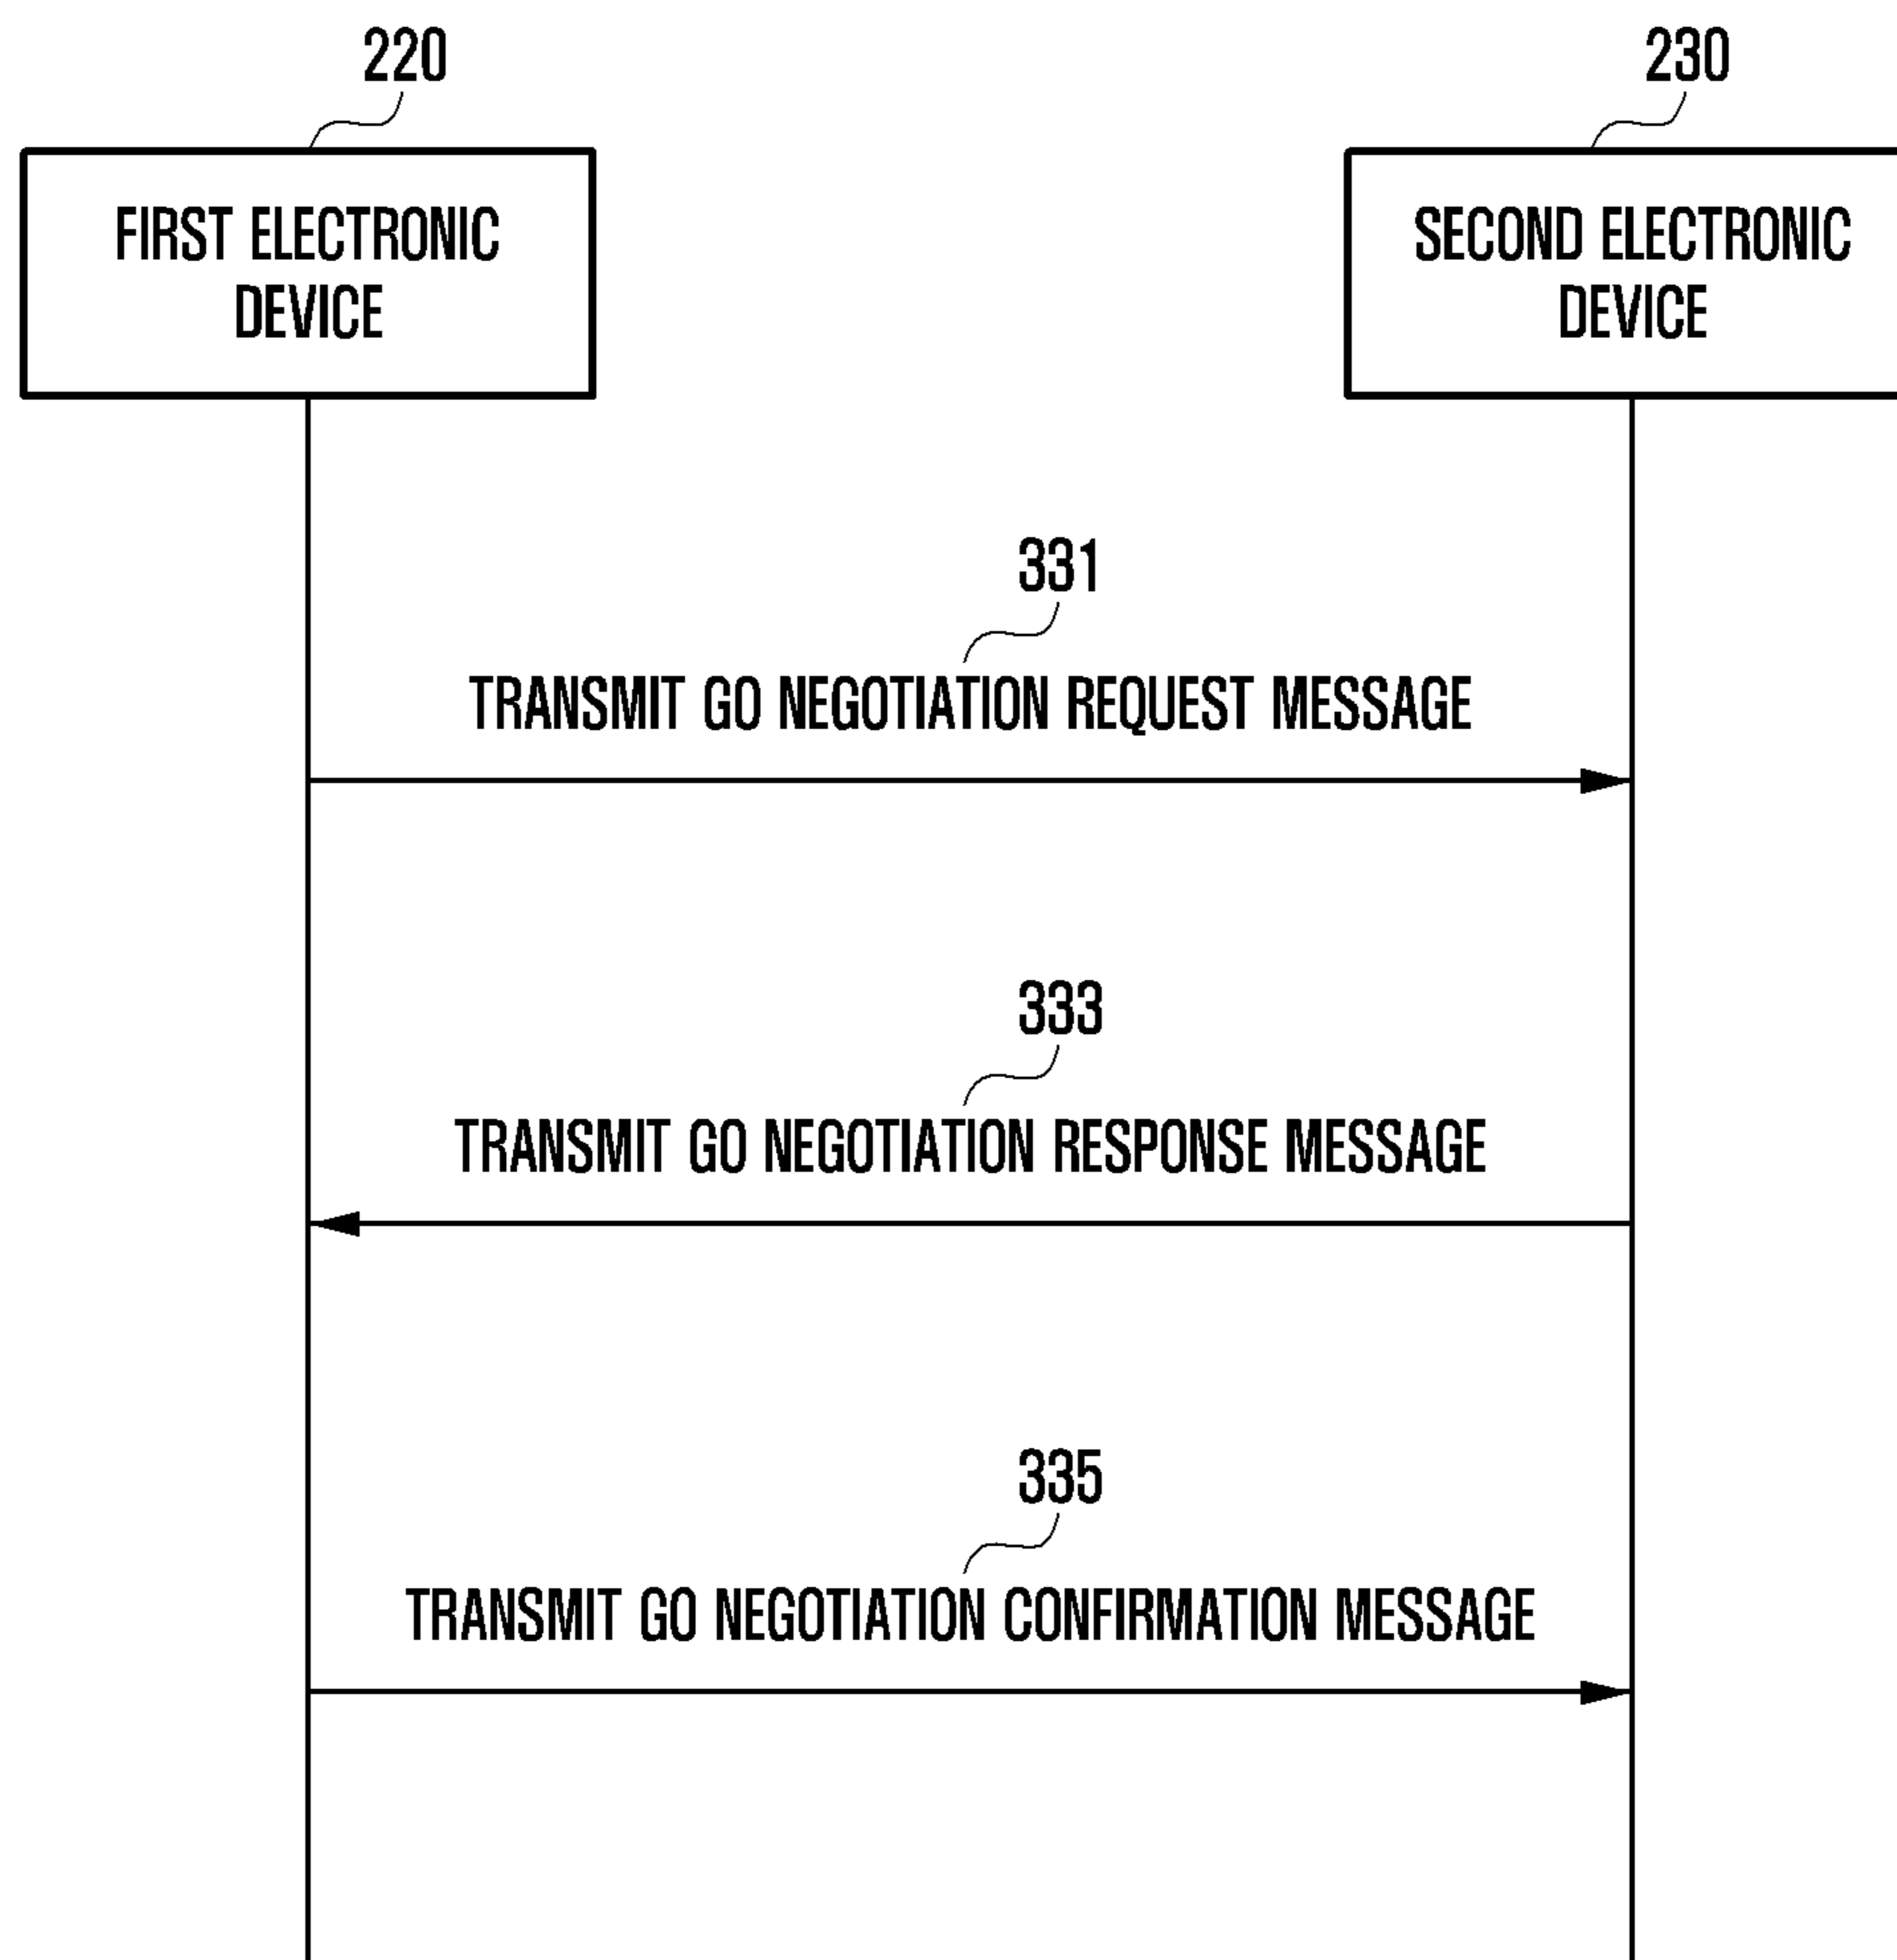 220
230
FIRST ELECTRONIC
DEVICE
SECOND ELECTRONIC
DEVICE
331
TRANSMIT GO NEGOTIATION REQUEST MESSAGE
333
TRANSMIT GO NEGOTIATION RESPONSE MESSAGE
335
TRANSMIT GO NEGOTIATION CONFIRMATION MESSAGE